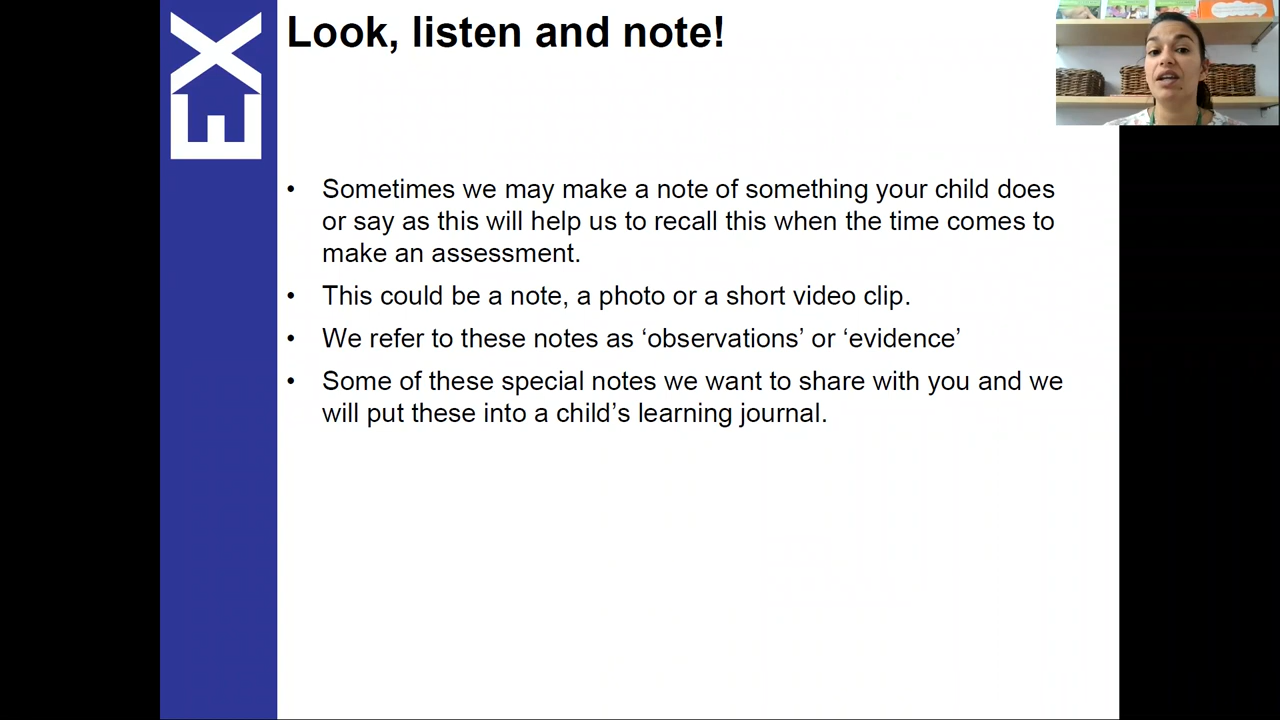 EX
Look, listen and note!
• Sometimes we may make a note of something your child does
or say as this will help us to recall this when the time comes to
make an assessment.
• This could be a note, a photo or a short video clip.
• We refer to these notes as ‘observations’ or ‘evidence’
• Some of these special notes we want to share with you and we
will put these into a child’s learning journal.